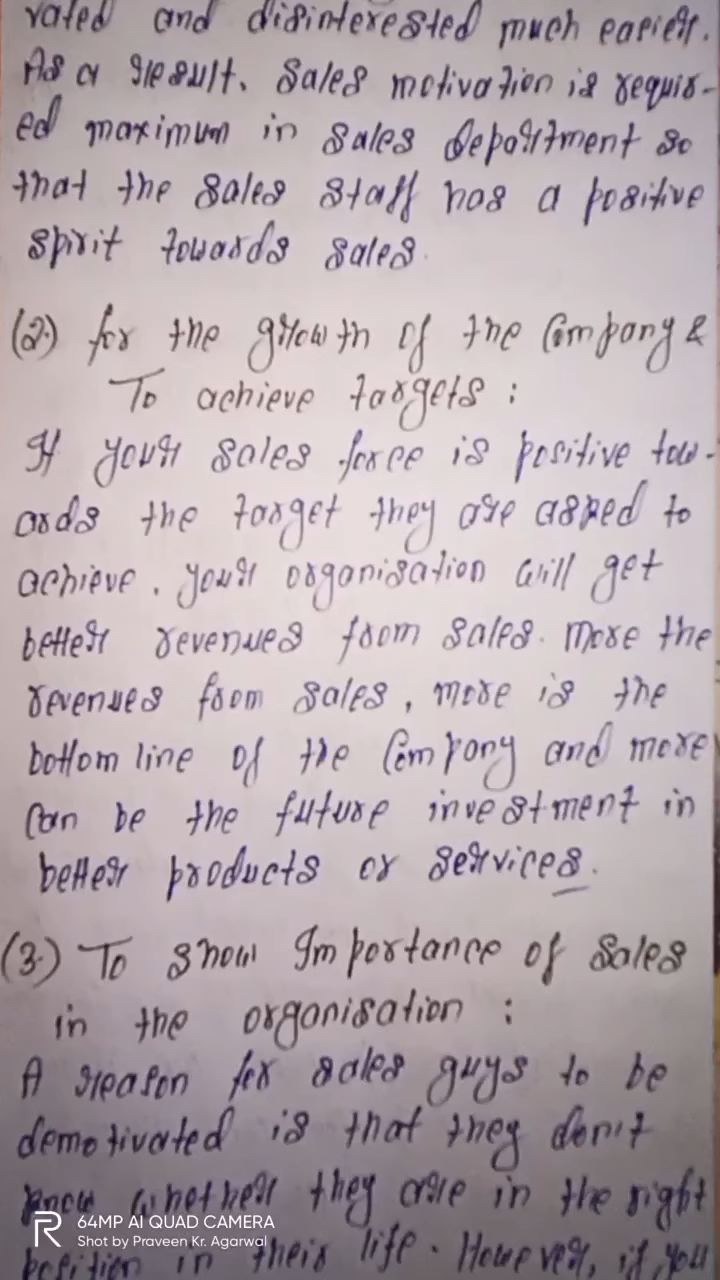 vated and disinterested much easier.
As a result, Sales motivation is requir-
ed maximum in sales department so
that the sales staff has a positive
spirit towards sales.
(2.) for the growth of the Company &
To achieve targets :
If your sales force is positive tow-
ards the target they are asked to
achieve, your organisation will get
better revenues from sales. More the
revenues from sales, more is the
bottom line of the Company and more
Can be the future investment in
better products or services.
(3.) To show Importance of Sales
in the organisation :
A reason for sales guys to be
demotivated is that they don't
know whether they are in the right
position in their life. However, if you
64MP AI QUAD CAMERA
Shot by Praveen Kr. Agarwal